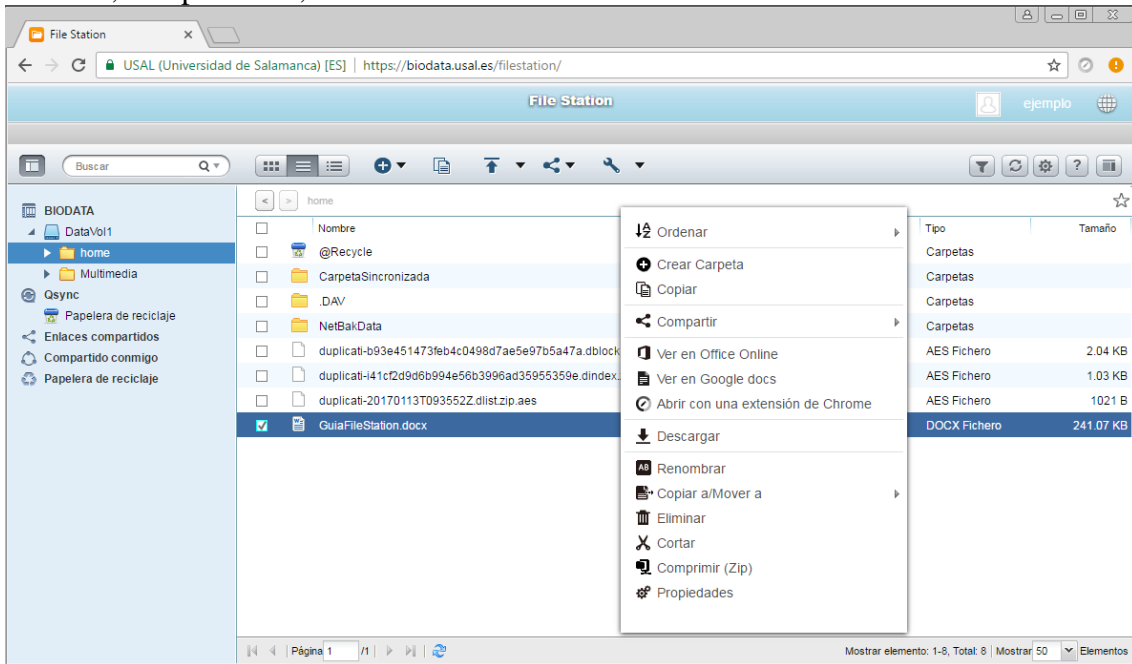 File Station
USAL (Universidad de Salamanca) [ES] | https://biodata.usal.es/filestation/
File Station
ejemplo
Buscar
BIODATA
DataVol1
home
Multimedia
Qsync
Papelera de reciclaje
Enlaces compartidos
Compartido conmigo
Papelera de reciclaje
home
Nombre Tipo Tamaño
@Recycle Carpetas
CarpetaSincronizada Carpetas
.DAV Carpetas
NetBakData Carpetas
duplicati-b93e451473feb4c0498d7ae5e97b5a47a.dblock AES Fichero 2.04 KB
duplicati-i41cf2d9d6b994e56b3996ad35955359e.dindex. AES Fichero 1.03 KB
duplicati-20170113T093552Z.dlist.zip.aes AES Fichero 1021 B
GuiaFileStation.docx DOCX Fichero 241.07 KB
Ordenar
Crear Carpeta
Copiar
Compartir
Ver en Office Online
Ver en Google docs
Abrir con una extensión de Chrome
Descargar
Renombrar
Copiar a/Mover a
Eliminar
Cortar
Comprimir (Zip)
Propiedades
Página 1 /1
Mostrar elemento: 1-8, Total: 8 | Mostrar 50 Elementos